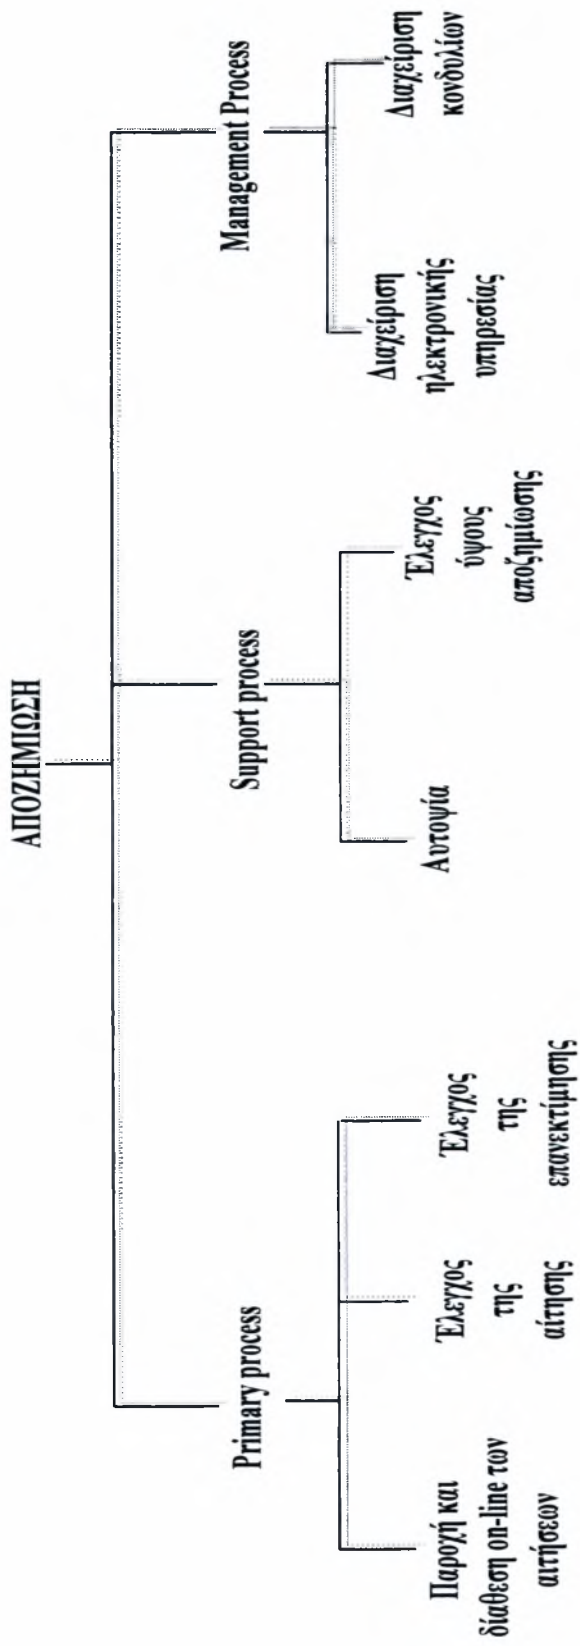 ΑΠΟΖΗΜΙΩΣΗ
Primary process
Support process
Management Process
Παροχή και
διάθεση on-line των
αιτήσεων
Έλεγχος
της
αίτησης
Έλεγχος
της
επανεκτίμησης
Αυτοψία
Έλεγχος
ύψους
αποζημίωσης
Διαχείριση
ηλεκτρονικής
υπηρεσίας
Διαχείριση
κονδυλίων